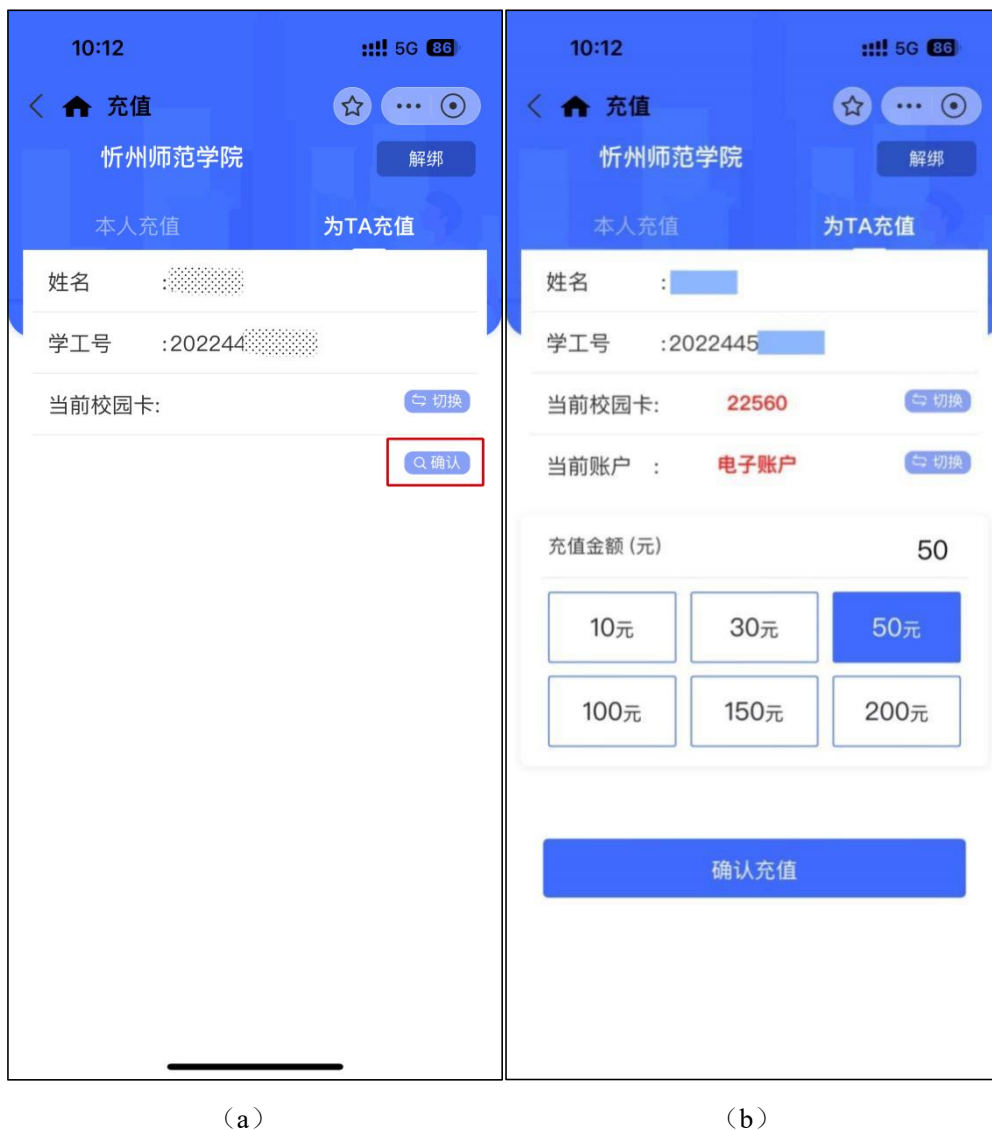 10:12 5G 86
充值
忻州师范学院 解绑
本人充值 为TA充值
姓名 :
学工号 :202244
当前校园卡: 切换
确认
(a)
10:12 5G 86
充值
忻州师范学院 解绑
本人充值 为TA充值
姓名 :
学工号 :2022445
当前校园卡: 22560 切换
当前账户 : 电子账户 切换
充值金额 (元) 50
10元 30元 50元
100元 150元 200元
确认充值
(b)